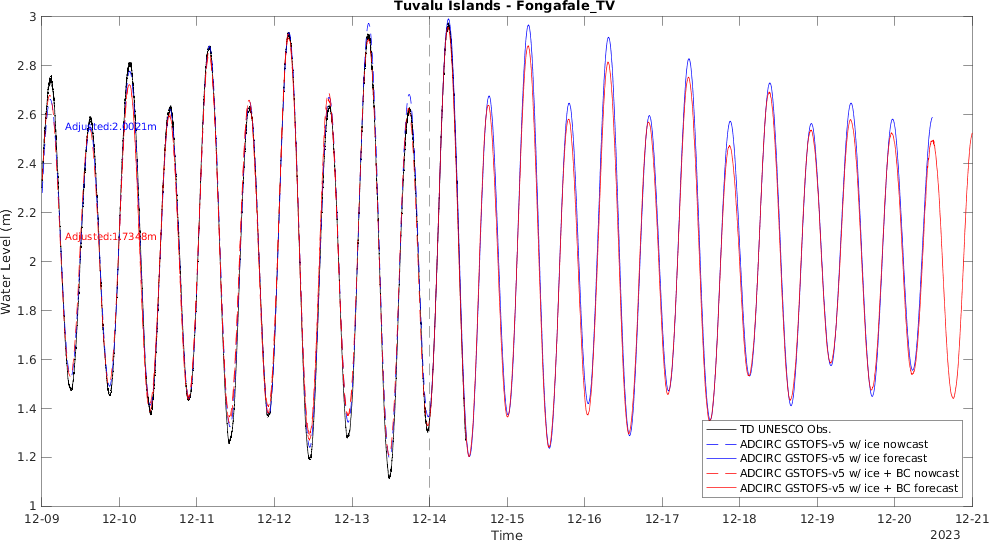 Tuvalu Islands - Fongafale_TV
Water Level (m)
3
2.8
2.6
2.4
2.2
2
1.8
1.6
1.4
1.2
1
Adjusted:2.0021m
Adjusted:1.7348m
TD UNESCO Obs.
ADCIRC GSTOFS-v5 w/ ice nowcast
ADCIRC GSTOFS-v5 w/ ice forecast
ADCIRC GSTOFS-v5 w/ ice + BC nowcast
ADCIRC GSTOFS-v5 w/ ice + BC forecast
12-09 12-10 12-11 12-12 12-13 12-14 12-15 12-16 12-17 12-18 12-19 12-20 12-21
Time
2023